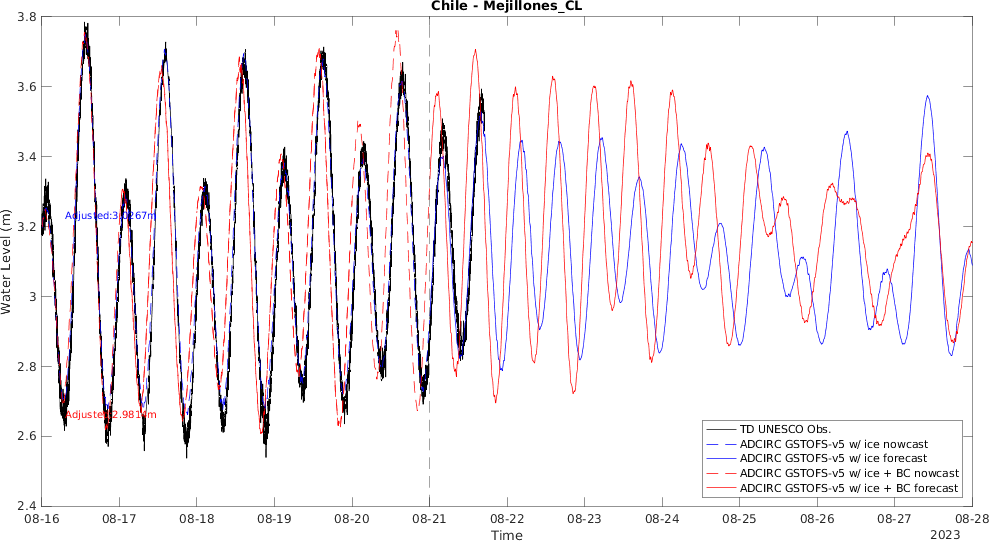 Chile - Mejillones_CL
3.8
3.6
3.4
3.2
3
2.8
2.6
2.4
Water Level (m)
Adjusted:3.0267m
Adjusted:2.9814m
TD UNESCO Obs.
ADCIRC GSTOFS-v5 w/ ice nowcast
ADCIRC GSTOFS-v5 w/ ice forecast
ADCIRC GSTOFS-v5 w/ ice + BC nowcast
ADCIRC GSTOFS-v5 w/ ice + BC forecast
08-16 08-17 08-18 08-19 08-20 08-21 08-22 08-23 08-24 08-25 08-26 08-27 08-28
Time
2023